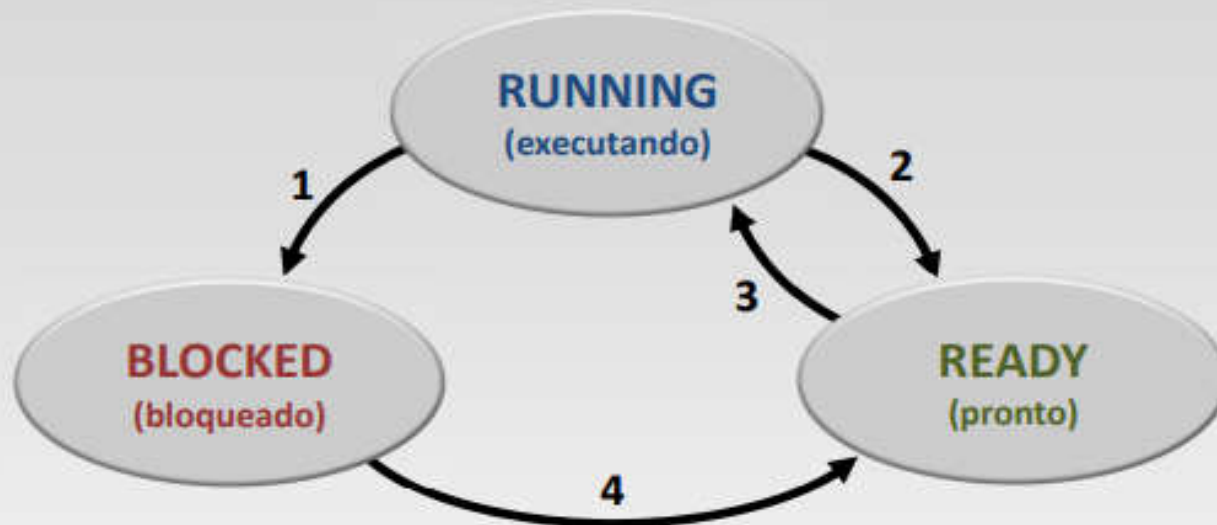 RUNNING
(executando)
1
2
3
BLOCKED
(bloqueado)
READY
(pronto)
4